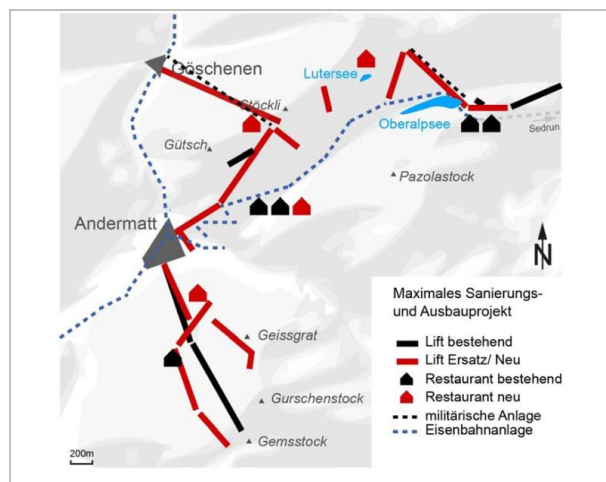 Göschenen
Lutersee
Stöckli
Oberalpsee
Gütsch
Sedrun
Pazolastock
Andermatt
N
Maximales Sanierungs-
und Ausbauprojekt
Lift bestehend
Lift Ersatz/ Neu
Restaurant bestehend
Restaurant neu
militärische Anlage
Eisenbahnanlage
Geissgrat
Gurschenstock
Gemsstock
200m